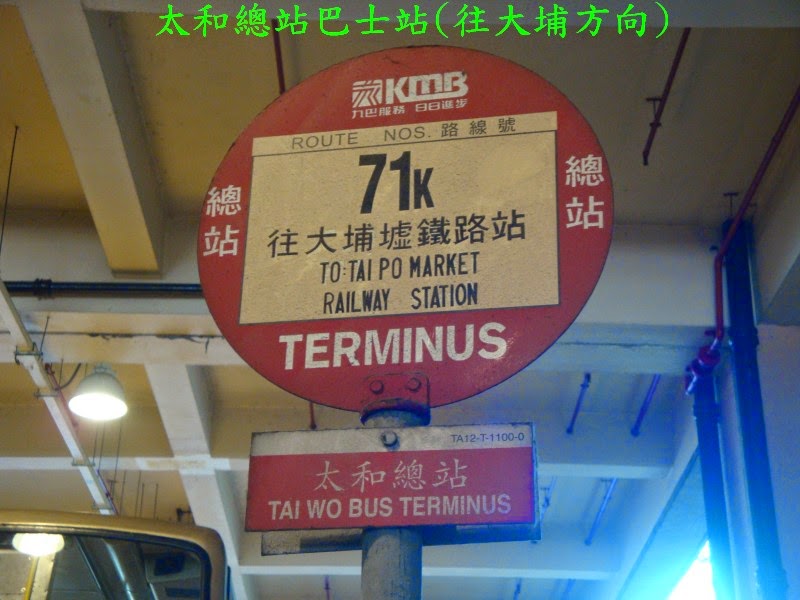 太和總站巴士站(往大埔方向)
KMB
九巴服務 日日進步
ROUTE NOS. 路線號
71K
往大埔墟鐵路站
TO:TAI PO MARKET
RAILWAY STATION
總站
總站
TERMINUS
TA12-T-1100-0
太和總站
TAI WO BUS TERMINUS